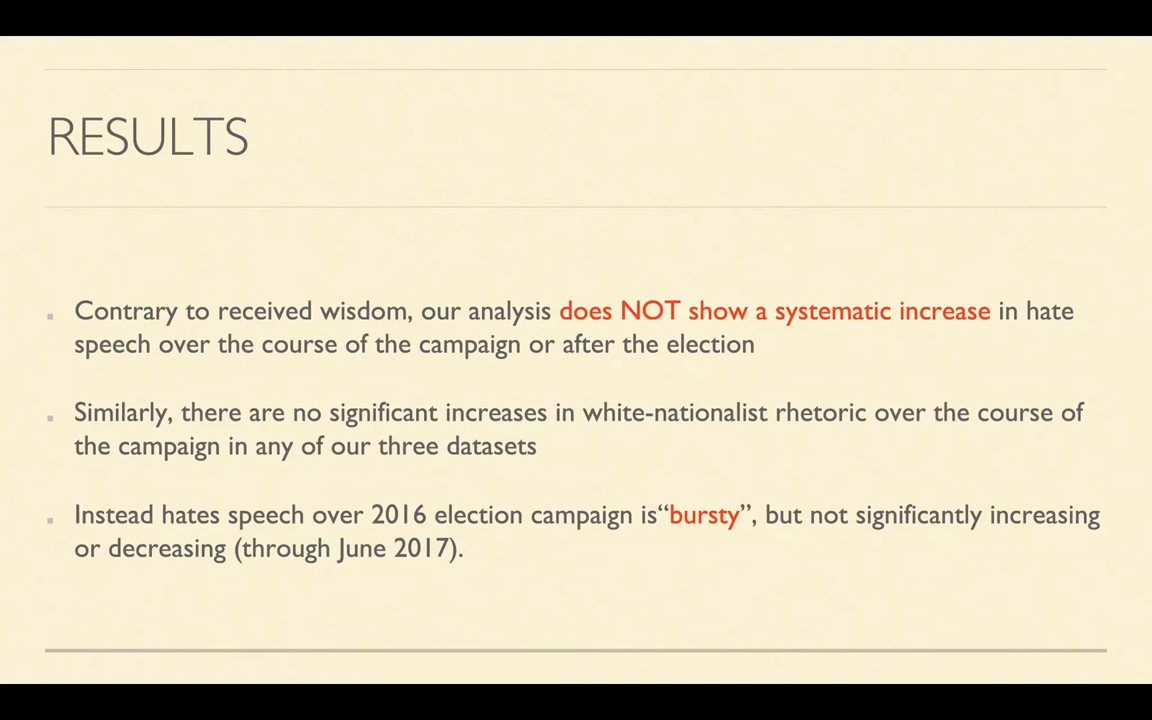 RESULTS
Contrary to received wisdom, our analysis does NOT show a systematic increase in hate
speech over the course of the campaign or after the election
Similarly, there are no significant increases in white-nationalist rhetoric over the course of
the campaign in any of our three datasets
Instead hates speech over 2016 election campaign is“bursty”, but not significantly increasing
or decreasing (through June 2017).